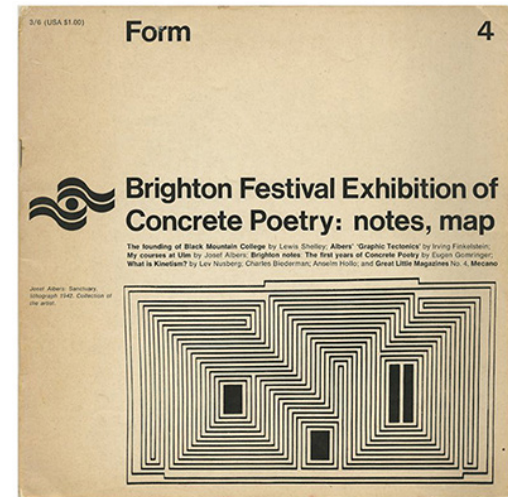 3/6 (USA $1.00)
Form
4
Brighton Festival Exhibition of
Concrete Poetry: notes, map
The founding of Black Mountain College by Lewis Shelley; Albers' 'Graphic Tectonics' by Irving Finkelstein;
My courses at Ulm by Josef Albers; Brighton notes: The first years of Concrete Poetry by Eugen Gomringer;
What is Kinetism? by Lev Nusberg; Charles Biederman; Anselm Hollo; and Great Little Magazines No. 4, Mecano
Josef Albers: Sanctuary.
lithograph 1942. Collection of
the artist.